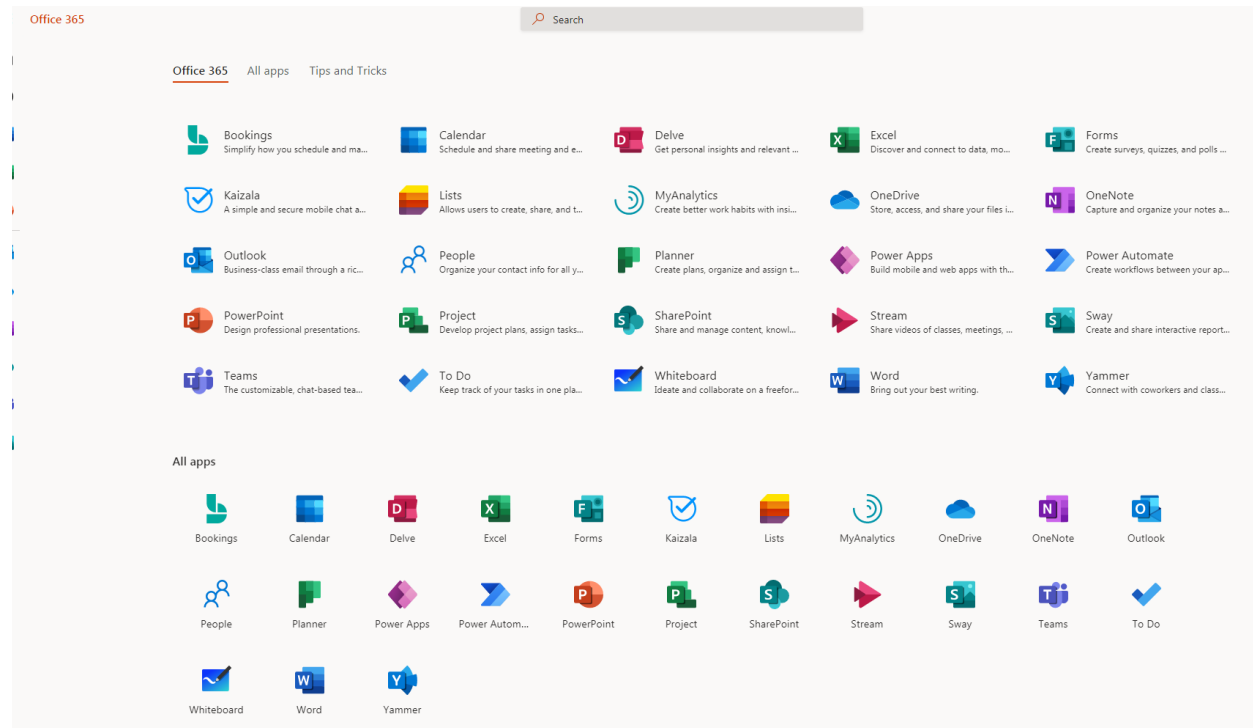 Office 365
Search
Office 365 All apps Tips and Tricks
Bookings Calendar Delve Excel Forms
Simplify how you schedule and ma... Schedule and share meeting and e... Get personal insights and relevant ... Discover and connect to data, mo... Create surveys, quizzes, and polls ...
Kaizala Lists MyAnalytics OneDrive OneNote
A simple and secure mobile chat a... Allows users to create, share, and t... Create better work habits with insi... Store, access, and share your files i... Capture and organize your notes a...
Outlook People Planner Power Apps Power Automate
Business-class email through a ric... Organize your contact info for all y... Create plans, organize and assign t... Build mobile and web apps with th... Create workflows between your ap...
PowerPoint Project SharePoint Stream Sway
Design professional presentations. Develop project plans, assign tasks... Share and manage content, knowl... Share videos of classes, meetings, ... Create and share interactive report...
Teams To Do Whiteboard Word Yammer
The customizable, chat-based tea... Keep track of your tasks in one pla... Ideate and collaborate on a freefor... Bring out your best writing. Connect with coworkers and class...
All apps
Bookings Calendar Delve Excel Forms Kaizala Lists MyAnalytics OneDrive OneNote Outlook
People Planner Power Apps Power Autom... PowerPoint Project SharePoint Stream Sway Teams To Do
Whiteboard Word Yammer